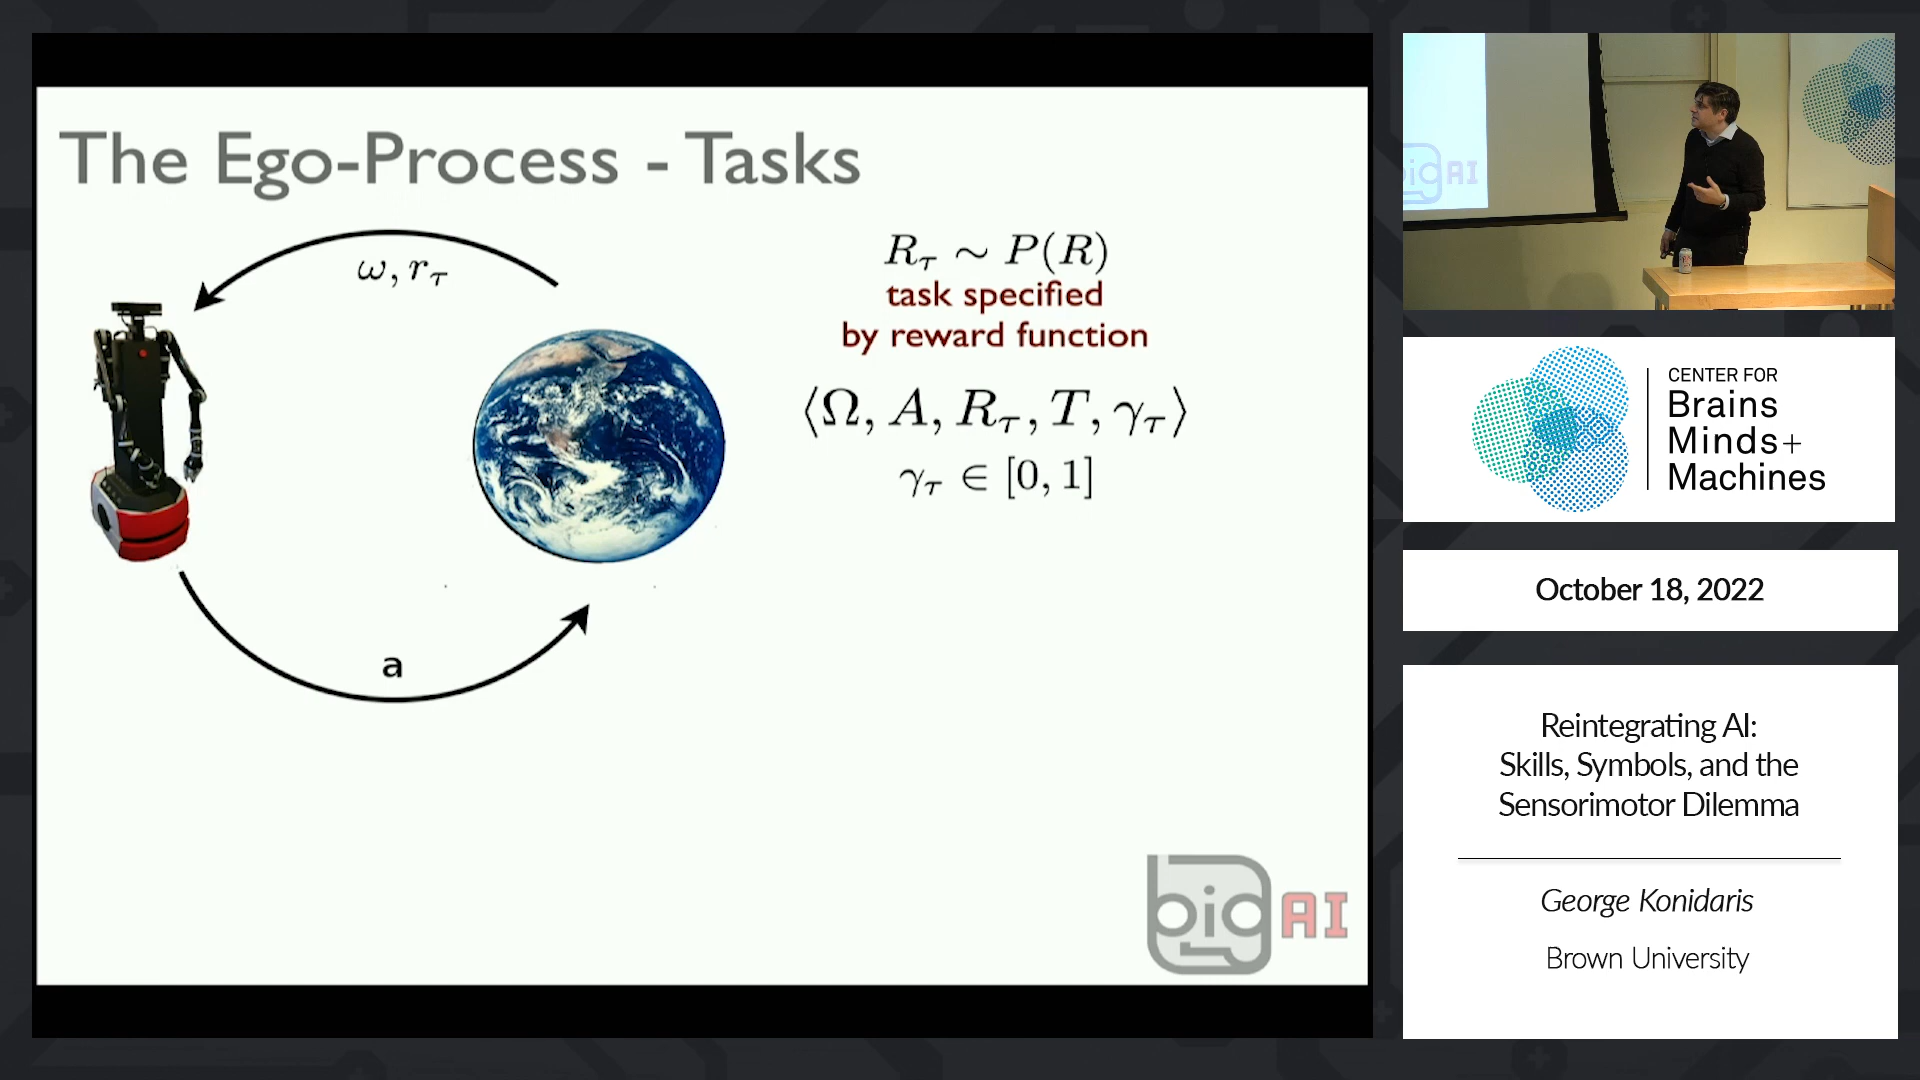 The Ego-Process - Tasks
ω, r_τ
R_τ ∼ P(R)
task specified
by reward function
⟨Ω, A, R_τ, T, γ_τ⟩
γ_τ ∈ [0, 1]
a
big AI
big AI
CENTER FOR
Brains
Minds+
Machines
October 18, 2022
Reintegrating AI:
Skills, Symbols, and the
Sensorimotor Dilemma
George Konidaris
Brown University